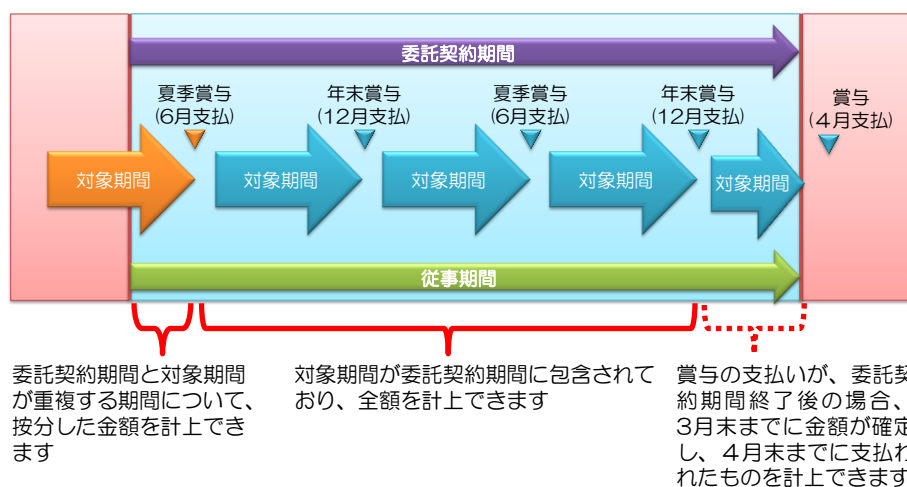 委託契約期間
夏季賞与
(6月支払)
年末賞与
(12月支払)
夏季賞与
(6月支払)
年末賞与
(12月支払)
賞与
(4月支払)
対象期間
対象期間
対象期間
対象期間
対象期間
従事期間
委託契約期間と対象期間
が重複する期間について、
按分した金額を計上でき
ます
対象期間が委託契約期間に包含されて
おり、全額を計上できます
賞与の支払いが、委託契
約期間終了後の場合、
3月末までに金額が確定
し、4月末までに支払わ
れたものを計上できます